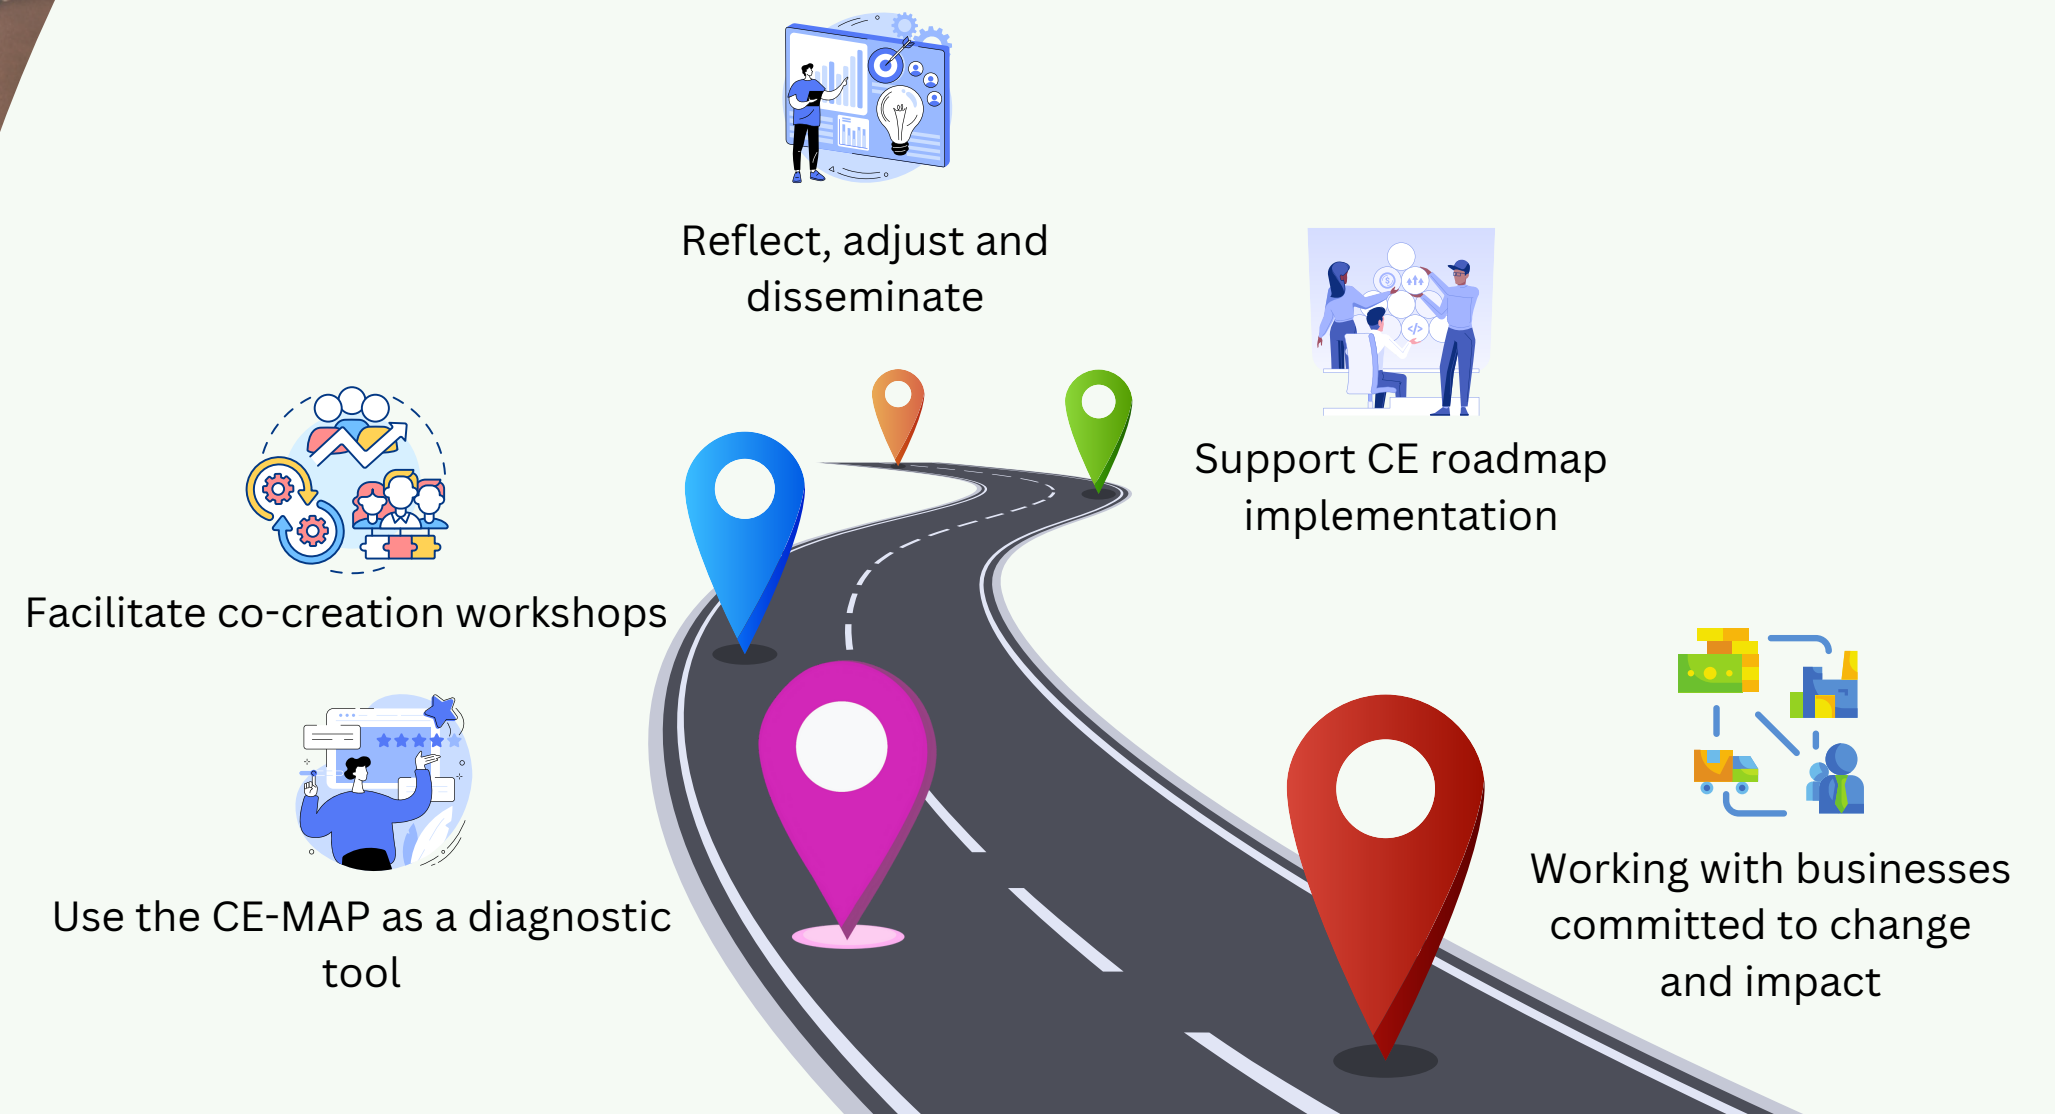 Reflect, adjust and
disseminate
Support CE roadmap
implementation
Facilitate co-creation workshops
Working with businesses
committed to change
and impact
Use the CE-MAP as a diagnostic
tool